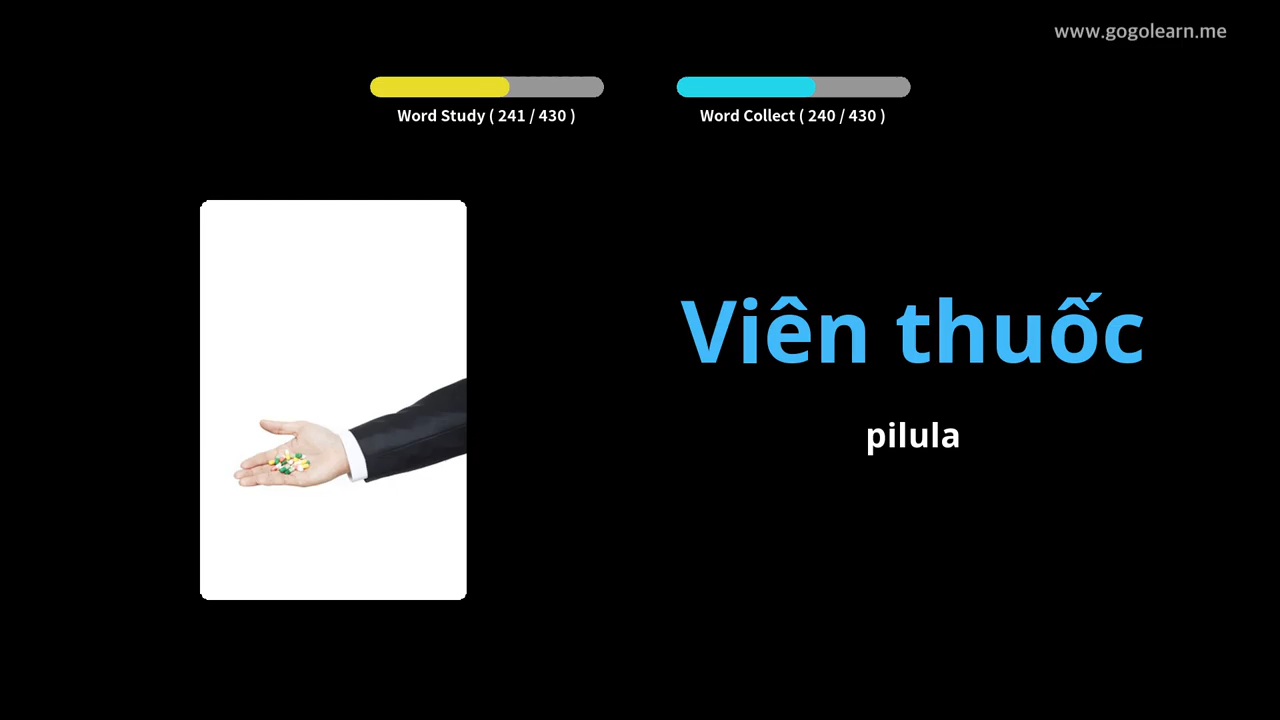 www.gogolearn.me
Word Study ( 241 / 430 )
Word Collect ( 240 / 430 )
Viên thuốc
pilula